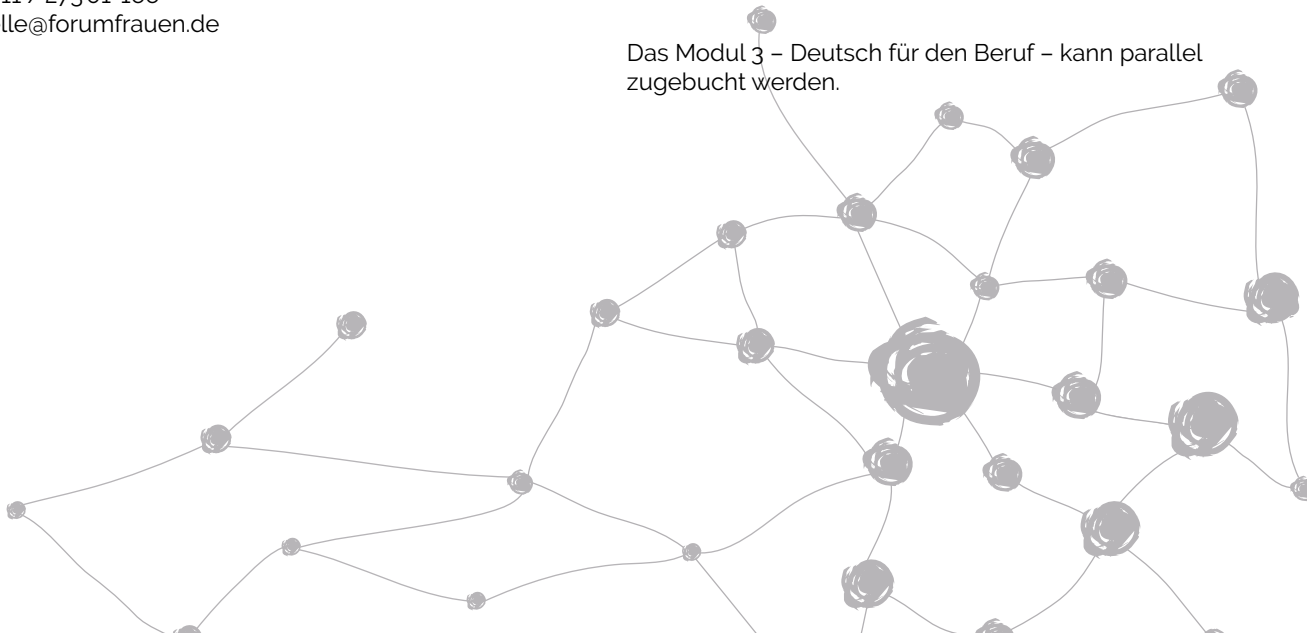 lle@forumfrauen.de
Das Modul 3 – Deutsch für den Beruf – kann parallel
zugebucht werden.